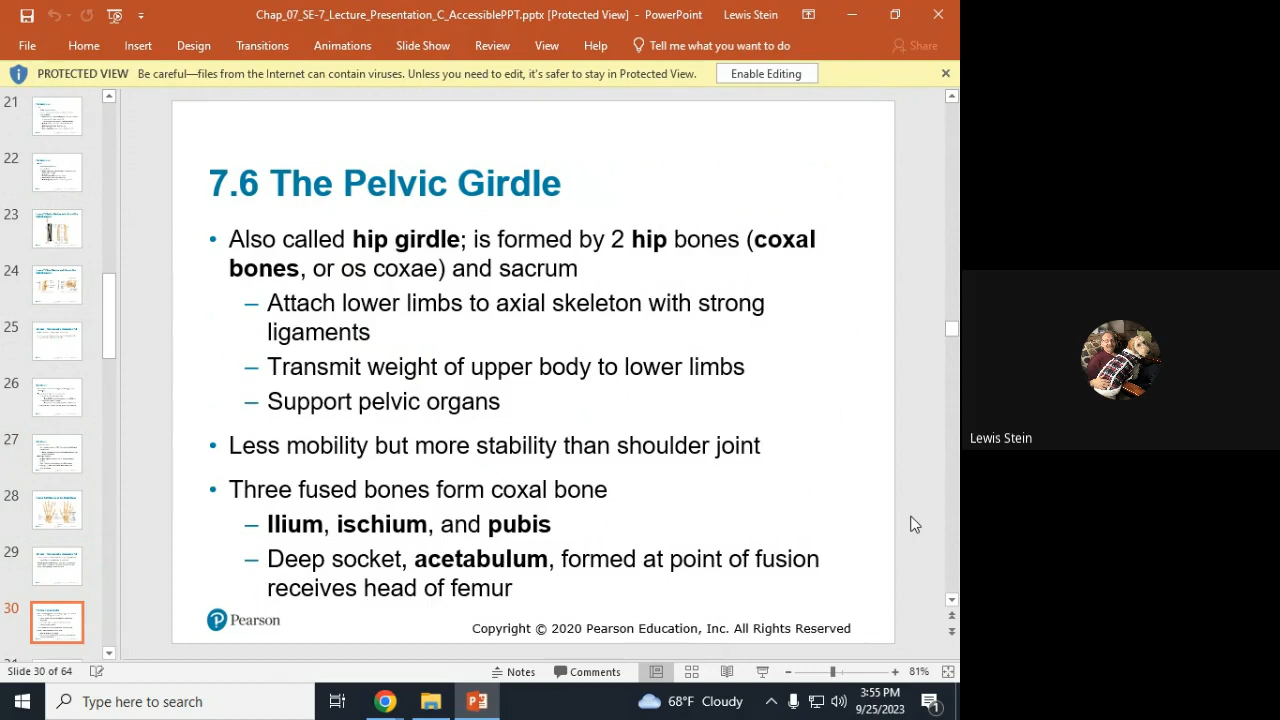 Chap_07_SE-7_Lecture_Presentation_C_AccessiblePPT.pptx [Protected View] - PowerPoint
Lewis Stein
File Home Insert Design Transitions Animations Slide Show Review View Help Tell me what you want to do Share
PROTECTED VIEW Be careful—files from the Internet can contain viruses. Unless you need to edit, it's safer to stay in Protected View. Enable Editing
21
22
23
24
25
26
27
28
29
30
7.6 The Pelvic Girdle
• Also called hip girdle; is formed by 2 hip bones (coxal
bones, or os coxae) and sacrum
– Attach lower limbs to axial skeleton with strong
ligaments
– Transmit weight of upper body to lower limbs
– Support pelvic organs
• Less mobility but more stability than shoulder joint
• Three fused bones form coxal bone
– Ilium, ischium, and pubis
– Deep socket, acetabulum, formed at point of fusion
receives head of femur
Pearson
Copyright © 2020 Pearson Education, Inc. All Rights Reserved
Lewis Stein
Slide 30 of 64
Notes
Comments
81%
Type here to search
68°F Cloudy
3:55 PM
9/25/2023
1